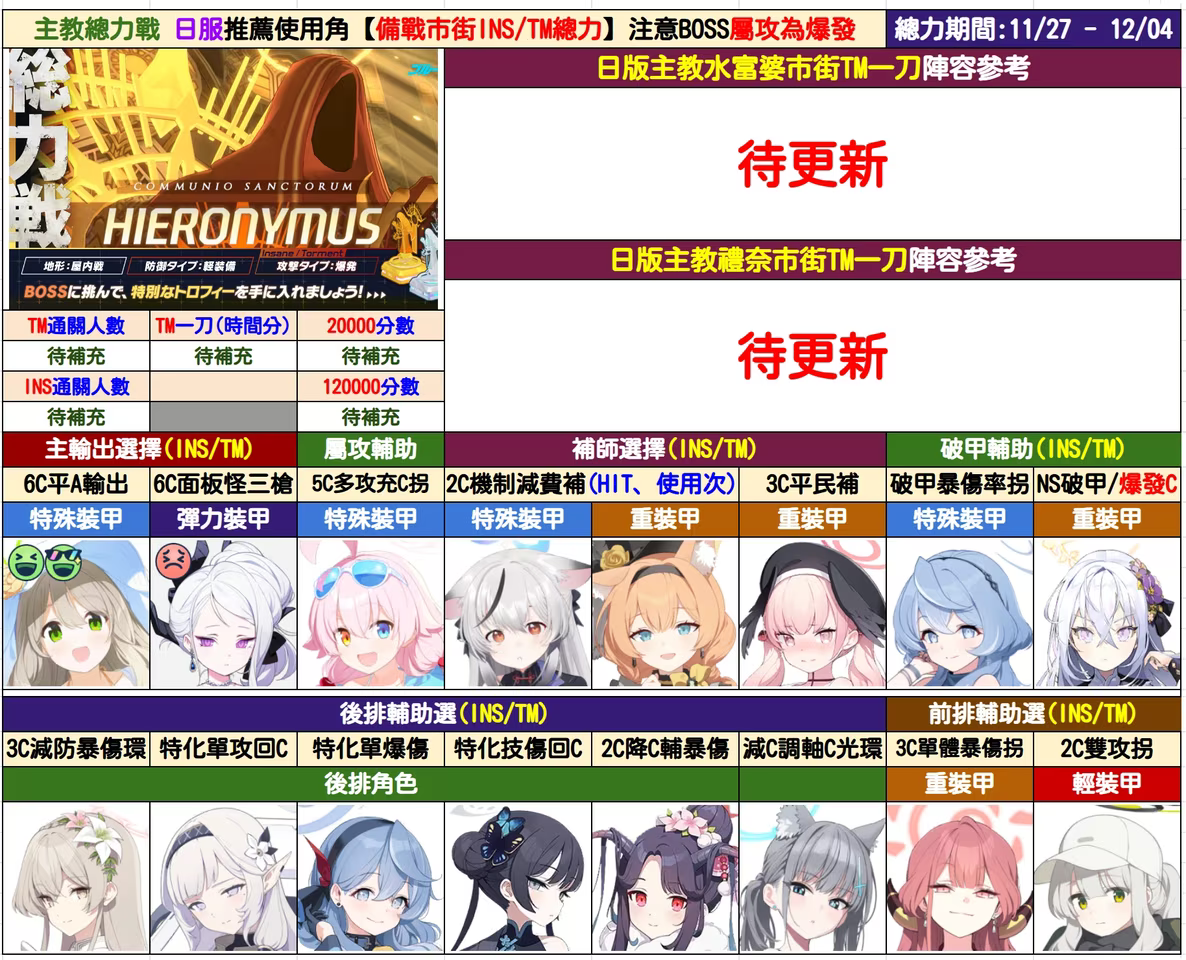 主教總力戰 日服推薦使用角【備戰市街INS/TM總力】注意BOSS屬攻為爆發
總力期間:11/27 - 12/04
総力戦
COMMUNIO SANCTORUM
HIERONYMUS
Insane / Torment
地形:屋内戦
防御タイプ:軽装備
攻撃タイプ:爆発
BOSSに挑んで、特別なトロフィーを手に入れましょう!
日版主教水富婆市街TM一刀陣容參考
待更新
日版主教禮奈市街TM一刀陣容參考
待更新
TM通關人數 TM一刀(時間分) 20000分數
待補充 待補充 待補充
INS通關人數 120000分數
待補充 待補充
主輸出選擇(INS/TM) 屬攻輔助 補師選擇(INS/TM) 破甲輔助(INS/TM)
6C平A輸出 6C面板怪三槍 5C多攻充C拐 2C機制減費補(HIT、使用次) 3C平民補 破甲暴傷率拐 NS破甲/爆發C
特殊裝甲 彈力裝甲 特殊裝甲 特殊裝甲 重裝甲 重裝甲 特殊裝甲 重裝甲
後排輔助選(INS/TM) 前排輔助選(INS/TM)
3C減防暴傷環 特化單攻回C 特化單爆傷 特化技傷回C 2C降C輔暴傷 減C調軸C光環 3C單體暴傷拐 2C雙攻拐
後排角色 重裝甲 輕裝甲